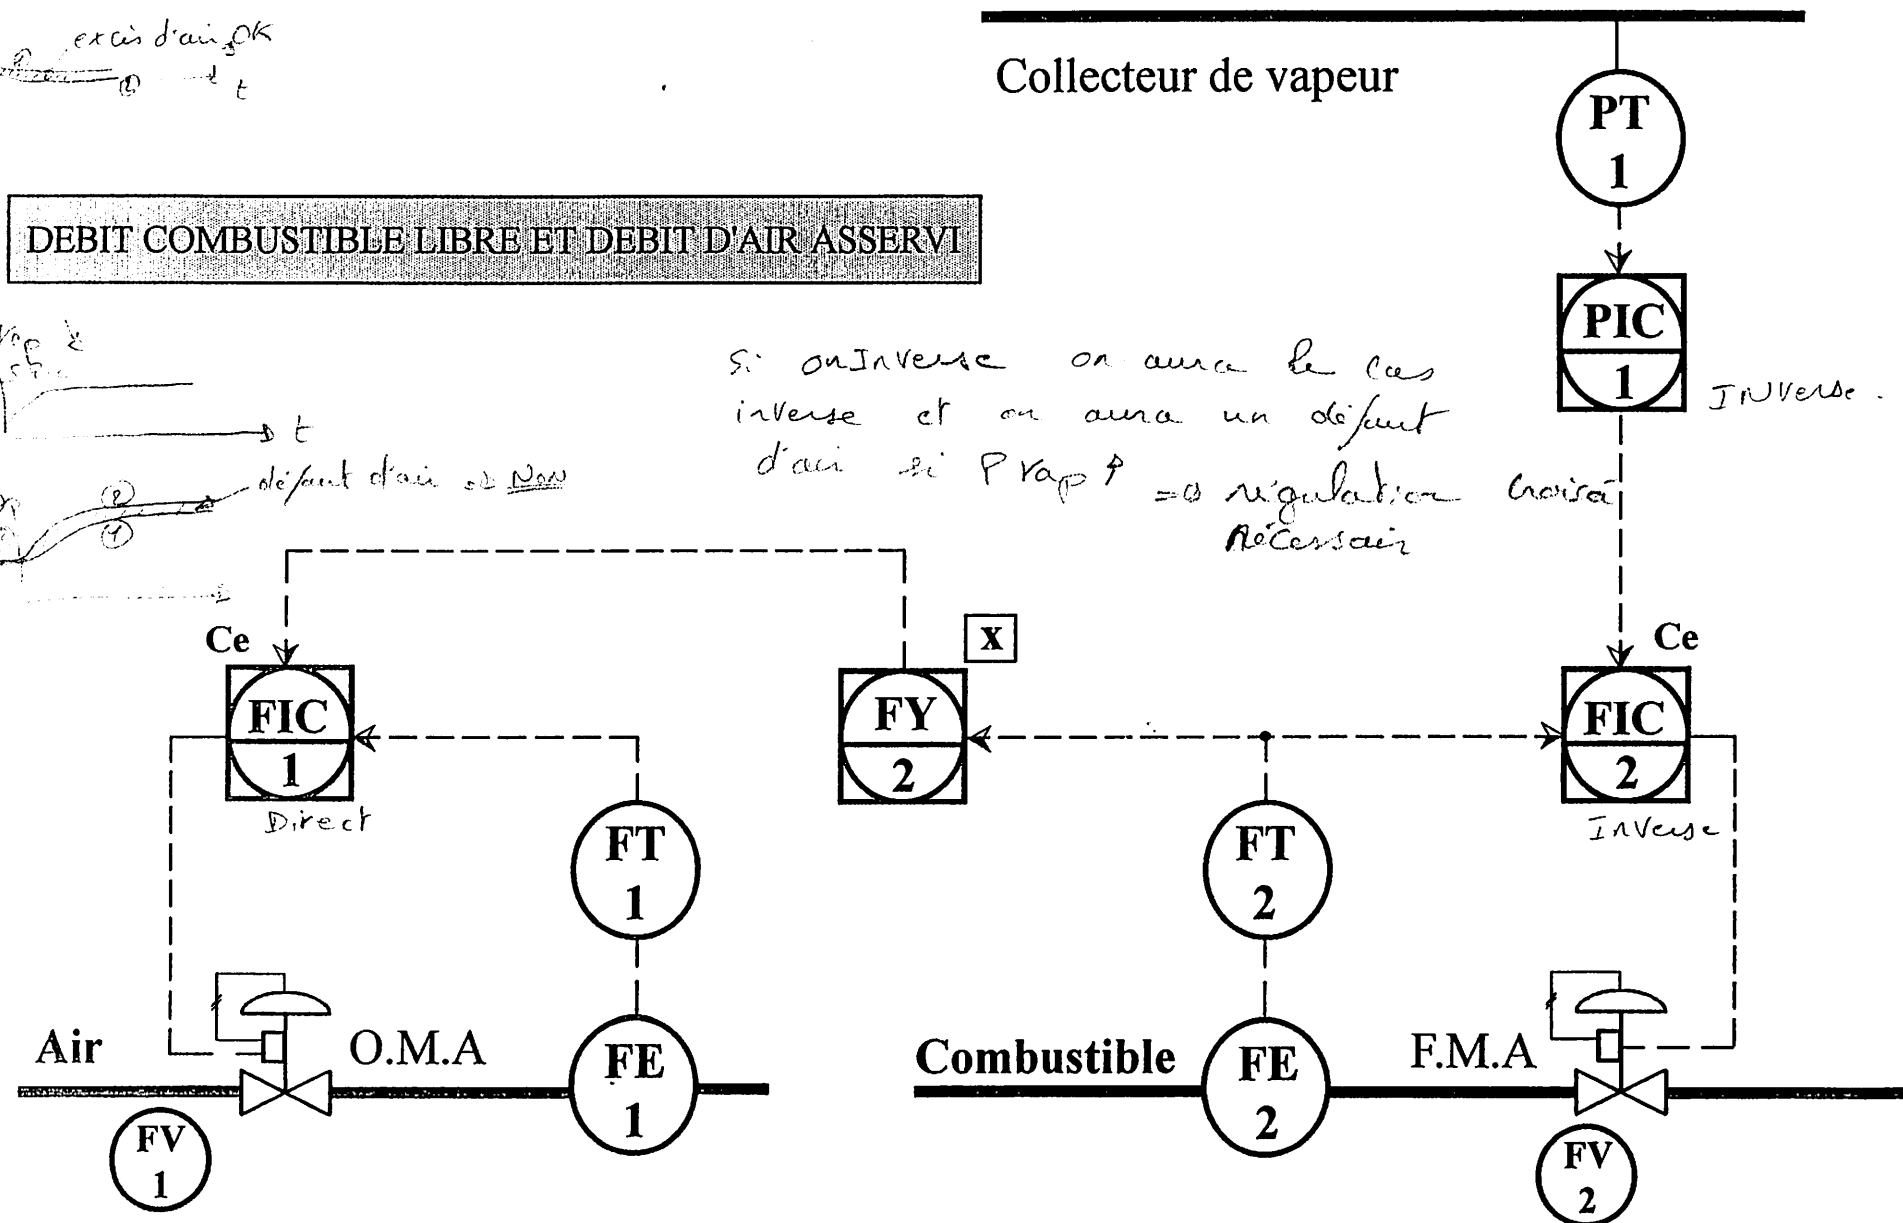 excès d'air OK
t
Collecteur de vapeur
PT
1
DEBIT COMBUSTIBLE LIBRE ET DEBIT D'AIR ASSERVI
PIC
1
INVerse.
si onInverse on aura le cas
inverse et on aura un défaut
d'air si P vap ↑ => régulation croisá
nécessair
t
défaut d'air => Non
Ce
FIC
1
Direct
X
FY
2
Ce
FIC
2
Inverse
FT
1
FT
2
Air
O.M.A
FE
1
FV
1
Combustible
FE
2
F.M.A
FV
2